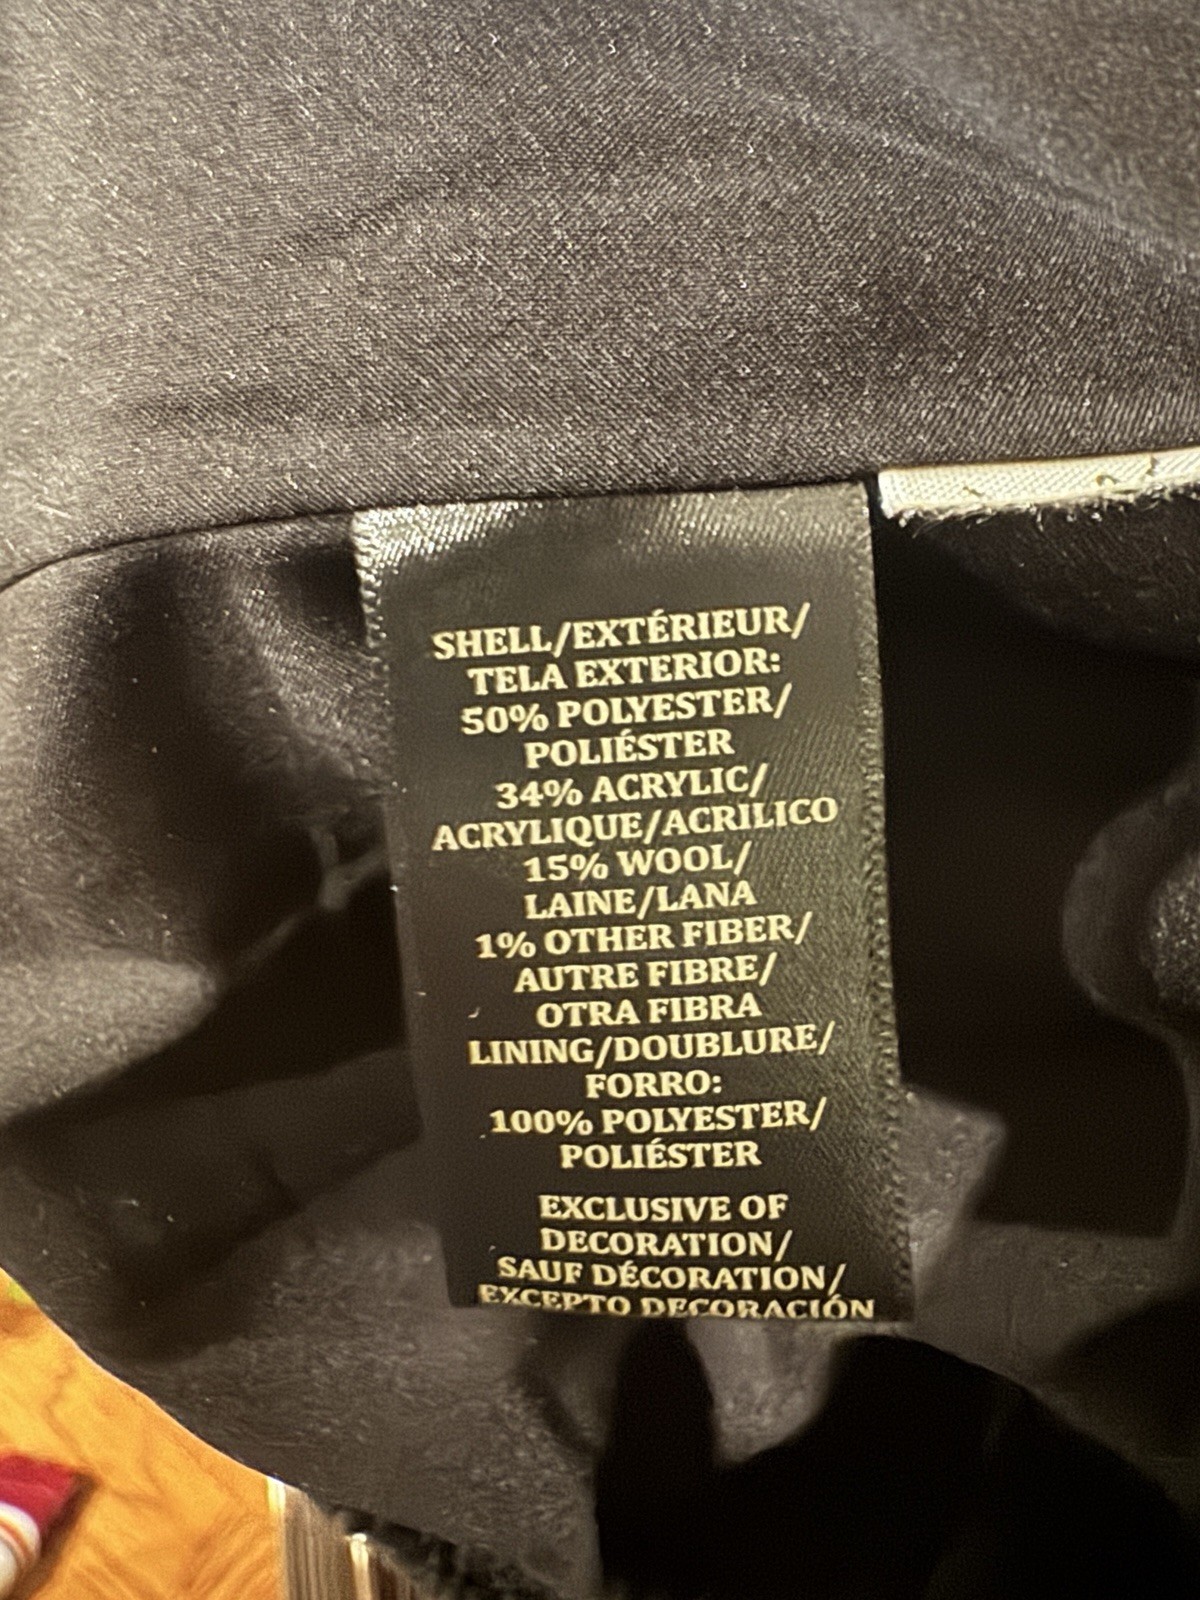 SHELL/EXTÉRIEUR/
TELA EXTERIOR:
50% POLYESTER/
POLIÉSTER
34% ACRYLIC/
ACRYLIQUE/ACRILICO
15% WOOL/
LAINE/LANA
1% OTHER FIBER/
AUTRE FIBRE/
OTRA FIBRA
LINING/DOUBLURE/
FORRO:
100% POLYESTER/
POLIÉSTER
EXCLUSIVE OF
DECORATION/
SAUF DÉCORATION/
EXCEPTO DECORACIÓN